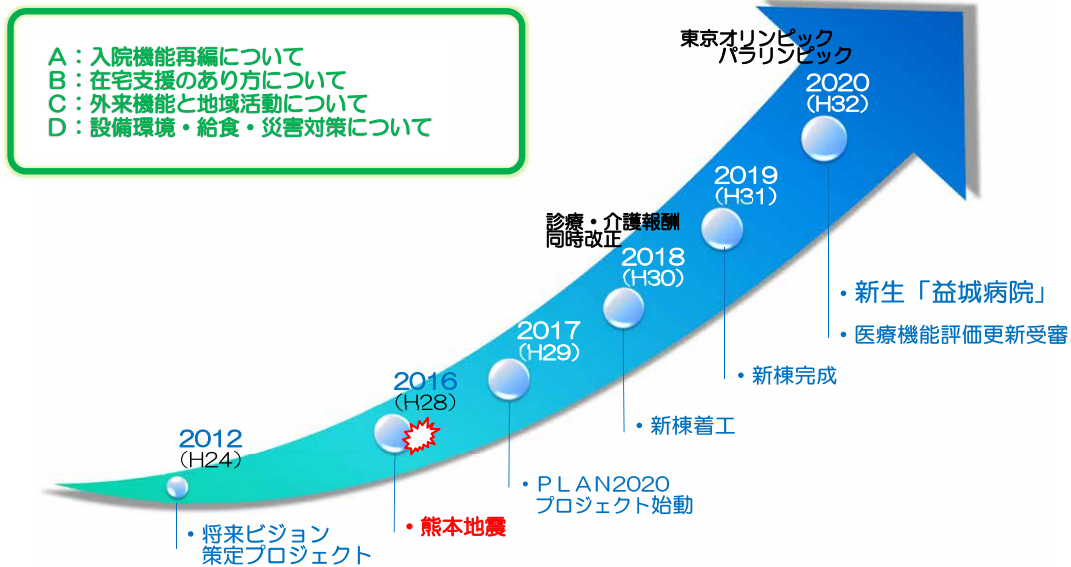 A：入院機能再編について
B：在宅支援のあり方について
C：外来機能と地域活動について
D：設備環境・給食・災害対策について
2012
（H24）
・将来ビジョン
策定プロジェクト
2016
（H28）
・熊本地震
2017
（H29）
・PLAN2020
プロジェクト始動
診療・介護報酬
同時改正
2018
（H30）
・新棟着工
2019
（H31）
・新棟完成
東京オリンピック
パラリンピック
2020
（H32）
・新生「益城病院」
・医療機能評価更新受審